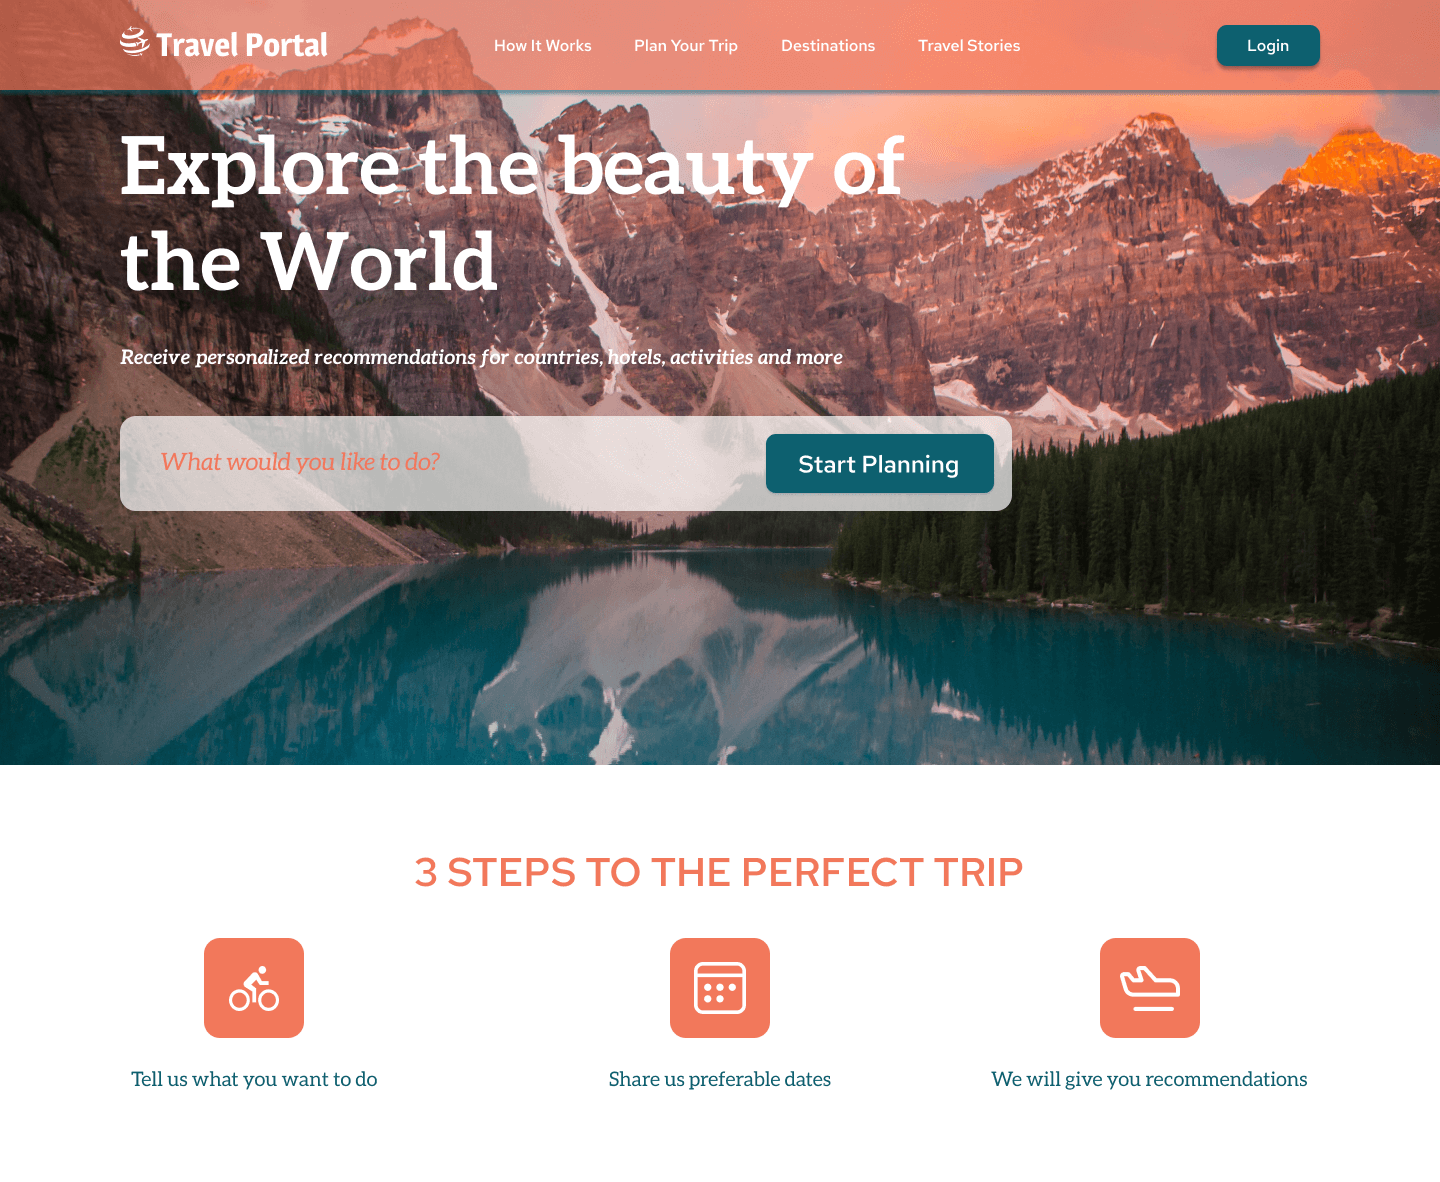 Travel Portal
How It Works
Plan Your Trip
Destinations
Travel Stories
Login
Explore the beauty of
the World
Receive personalized recommendations for countries, hotels, activities and more
What would you like to do?
Start Planning
3 STEPS TO THE PERFECT TRIP
Tell us what you want to do
Share us preferable dates
We will give you recommendations